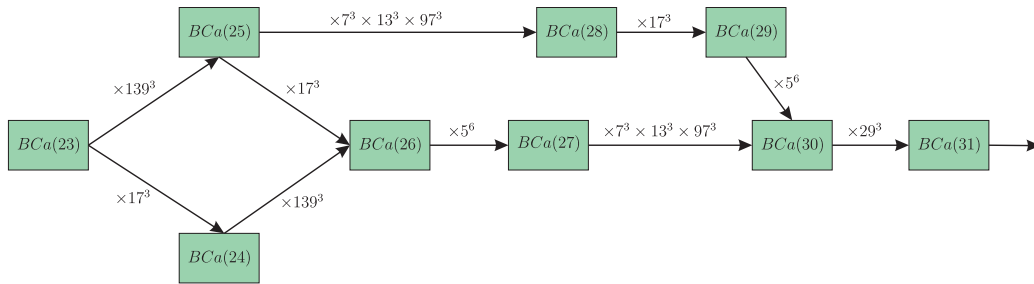 BCa(25)
×7³ × 13³ × 97³
BCa(28)
×17³
BCa(29)
×139³
×17³
×5⁶
BCa(23)
BCa(26)
×5⁶
BCa(27)
×7³ × 13³ × 97³
BCa(30)
×29³
BCa(31)
×17³
×139³
BCa(24)